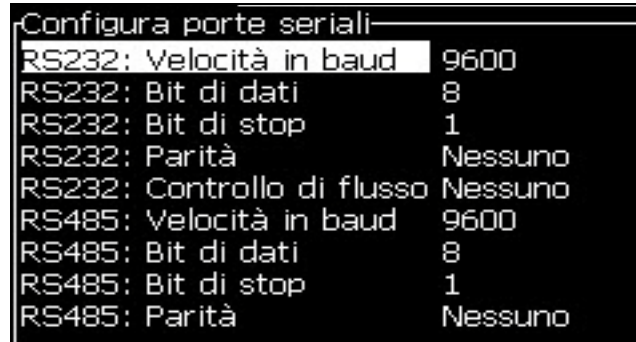 Configura porte seriali
RS232: Velocità in baud 9600
RS232: Bit di dati 8
RS232: Bit di stop 1
RS232: Parità Nessuno
RS232: Controllo di flusso Nessuno
RS485: Velocità in baud 9600
RS485: Bit di dati 8
RS485: Bit di stop 1
RS485: Parità Nessuno